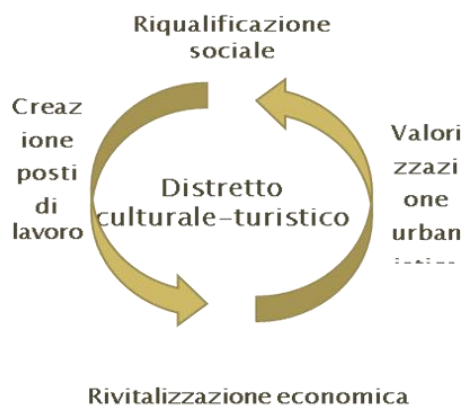 Riqualificazione
sociale
Creaz
ione
posti
di
lavoro
Distretto
culturale-turistico
Valori
zzazi
one
urban
Rivitalizzazione economica